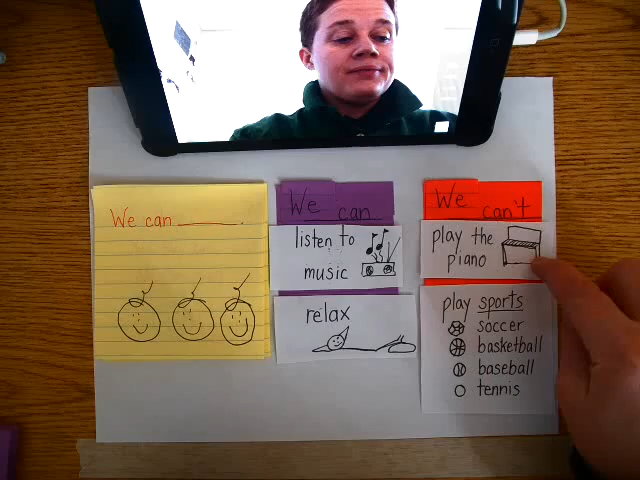 We can ______.
We can
listen to
music
relax
We can't
play the
piano
play sports
soccer
basketball
baseball
tennis